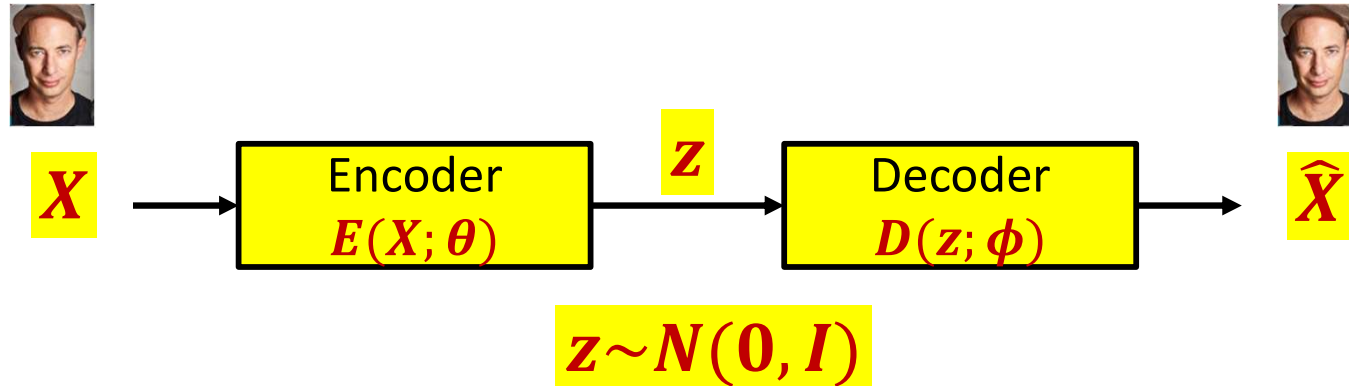 X
Encoder
E(X; θ)
z
Decoder
D(z; ϕ)
X̂
z~N(0, I)